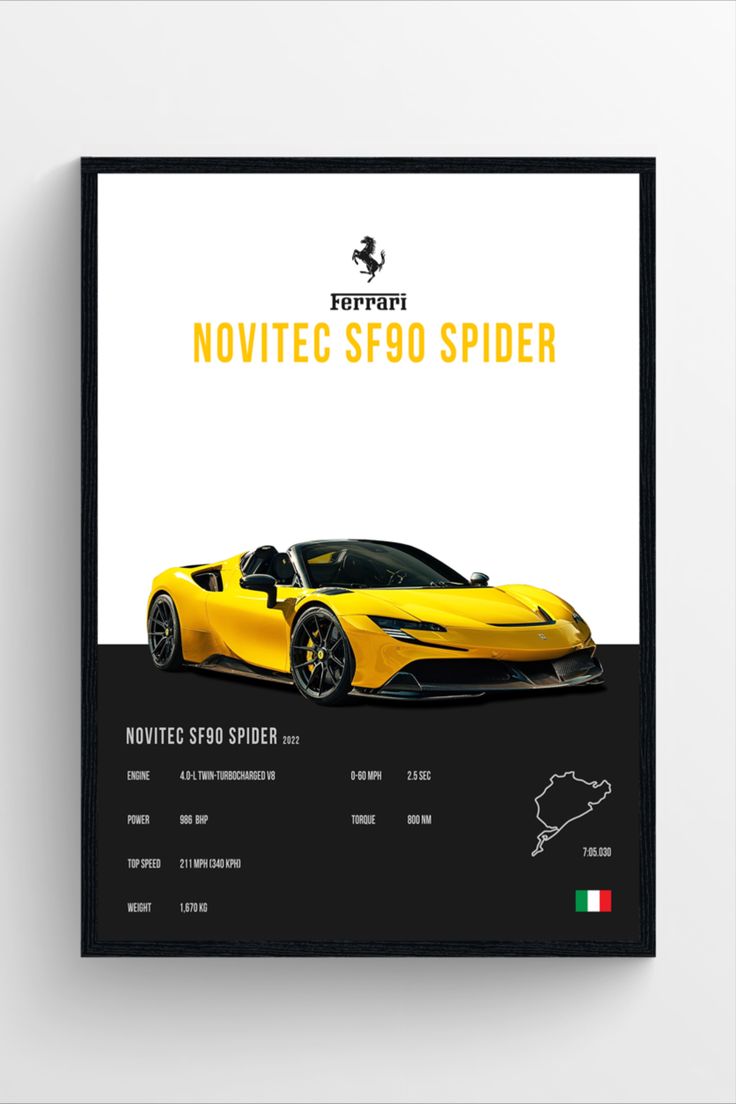 Ferrari
NOVITEC SF90 SPIDER
NOVITEC SF90 SPIDER 2022
ENGINE 4.0-L TWIN-TURBOCHARGED V8 0-60 MPH 2.5 SEC
POWER 986 BHP TORQUE 800 NM
TOP SPEED 211 MPH (340 KPH)
7:05.030
WEIGHT 1,670 KG